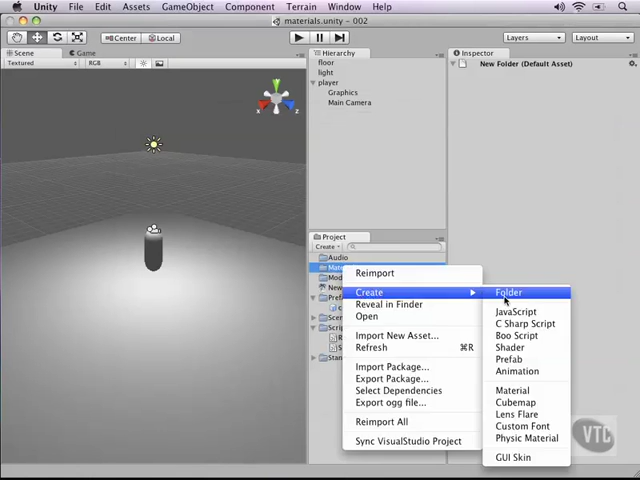 Unity File Edit Assets GameObject Component Terrain Window Help
materials.unity - 002
Center Local Layers Layout
Scene Game Hierarchy Inspector
Textured RGB
floor
light
player
Graphics
Main Camera
New Folder (Default Asset)
Project
Create
Audio
Reimport
Create
Reveal in Finder
Open
Import New Asset...
Refresh ⌘R
Import Package...
Export Package...
Select Dependencies
Export ogg file...
Reimport All
Sync VisualStudio Project
Folder
JavaScript
C Sharp Script
Boo Script
Shader
Prefab
Animation
Material
Cubemap
Lens Flare
Custom Font
Physic Material
GUI Skin
VTC